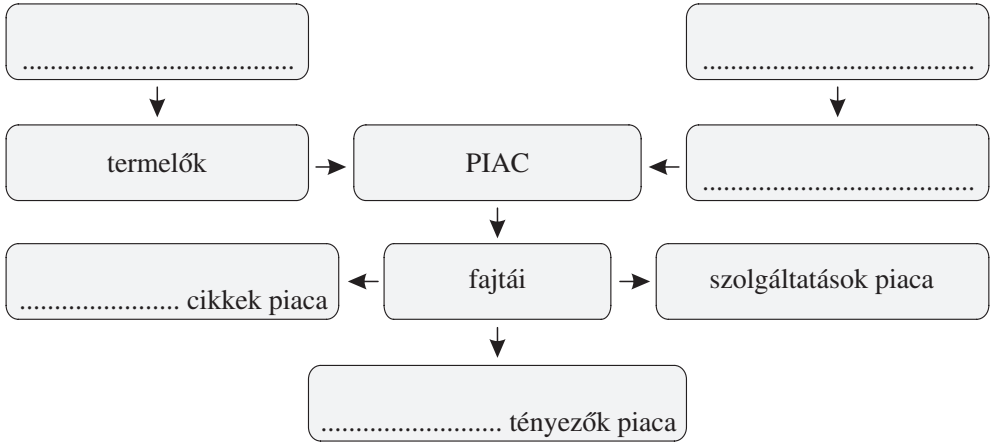 .......................................
.......................................
termelők
PIAC
.......................................
....................... cikkek piaca
fajtái
szolgáltatások piaca
.......................... tényezők piaca